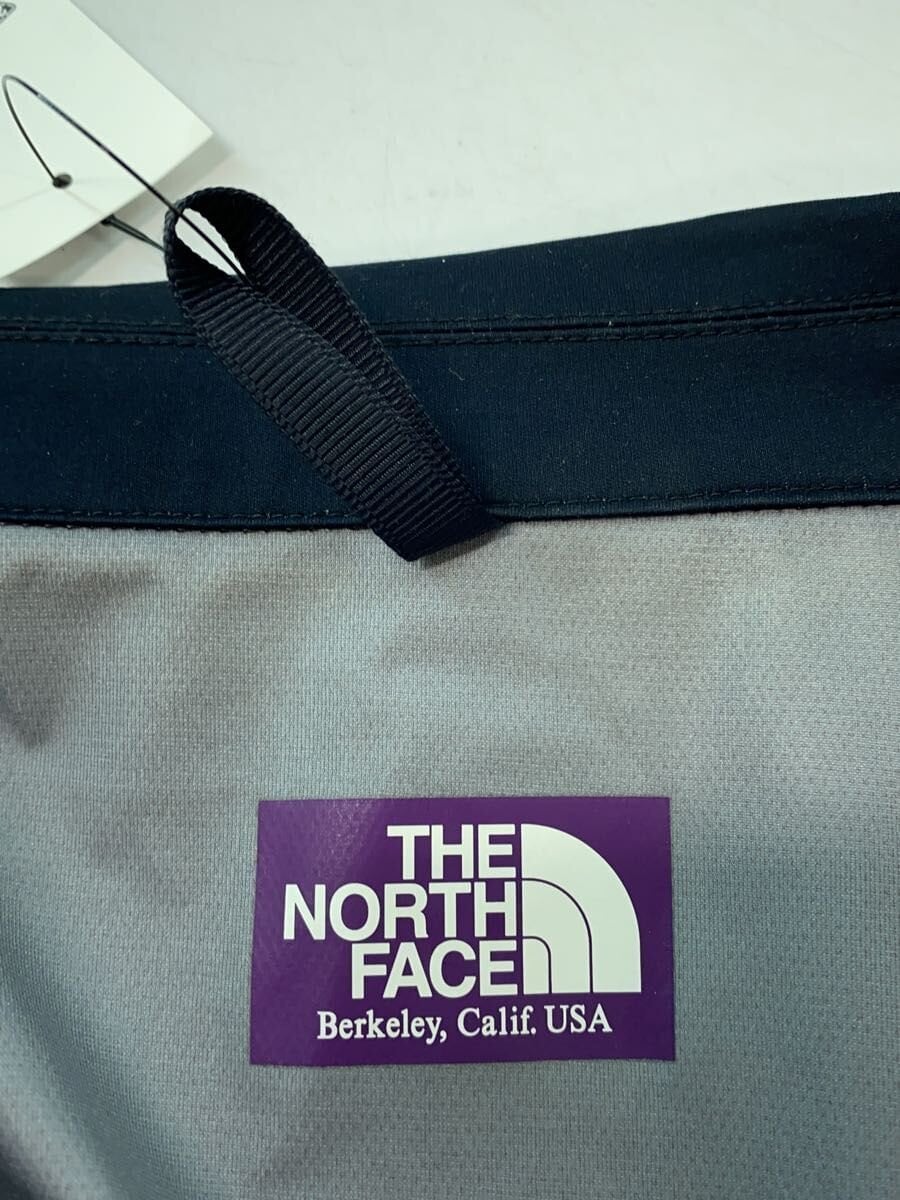 THE
NORTH
FACE
Berkeley, Calif. USA